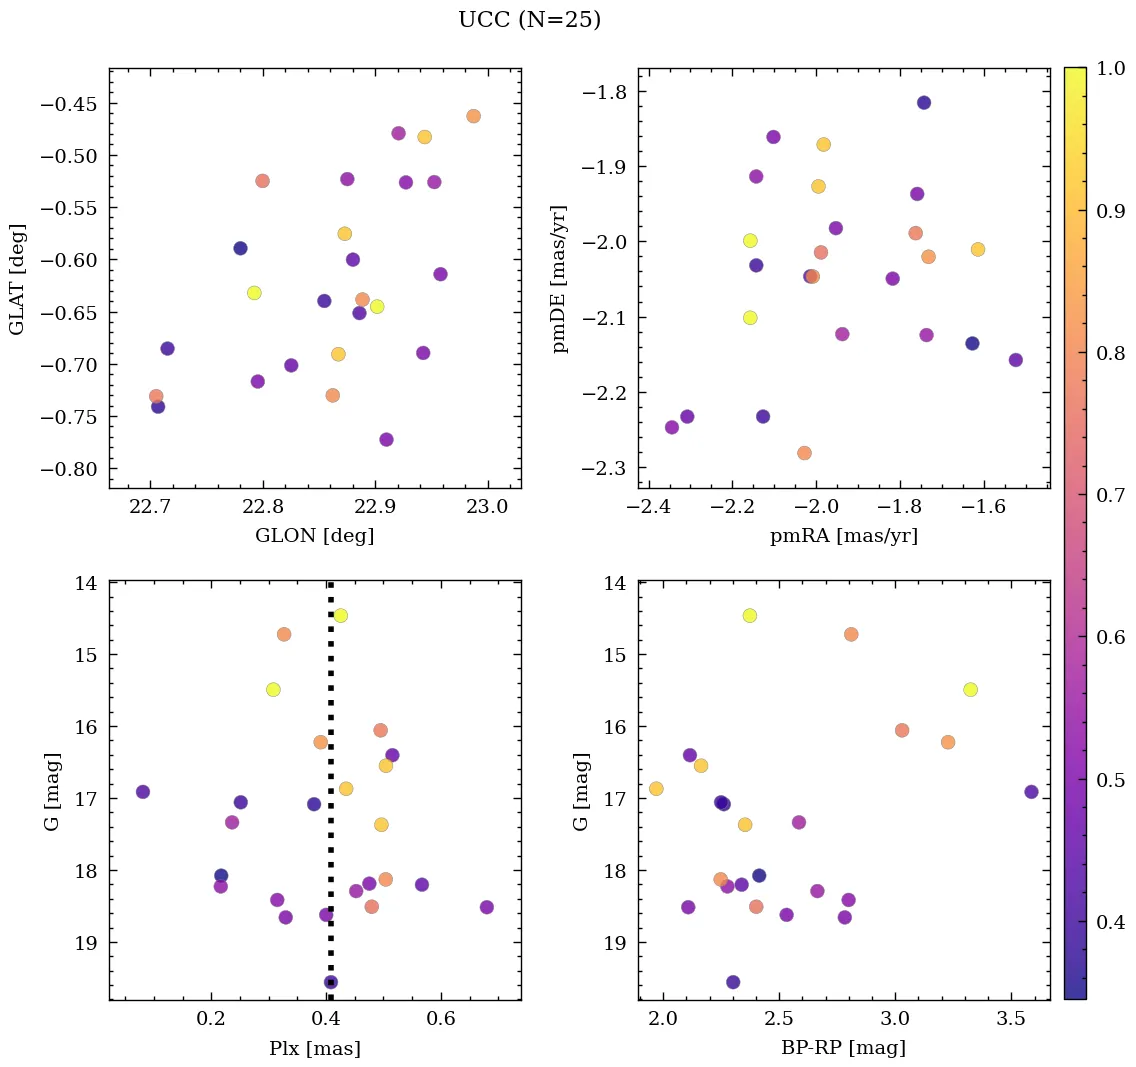 UCC (N=25)
−0.45
−0.50
−0.55
−0.60
−0.65
−0.70
−0.75
−0.80
GLAT [deg]
22.7 22.8 22.9 23.0
GLON [deg]
−1.8
−1.9
−2.0
−2.1
−2.2
−2.3
pmDE [mas/yr]
−2.4 −2.2 −2.0 −1.8 −1.6
pmRA [mas/yr]
14
15
16
17
18
19
G [mag]
0.2 0.4 0.6
Plx [mas]
14
15
16
17
18
19
G [mag]
2.0 2.5 3.0 3.5
BP-RP [mag]
1.0
0.9
0.8
0.7
0.6
0.5
0.4